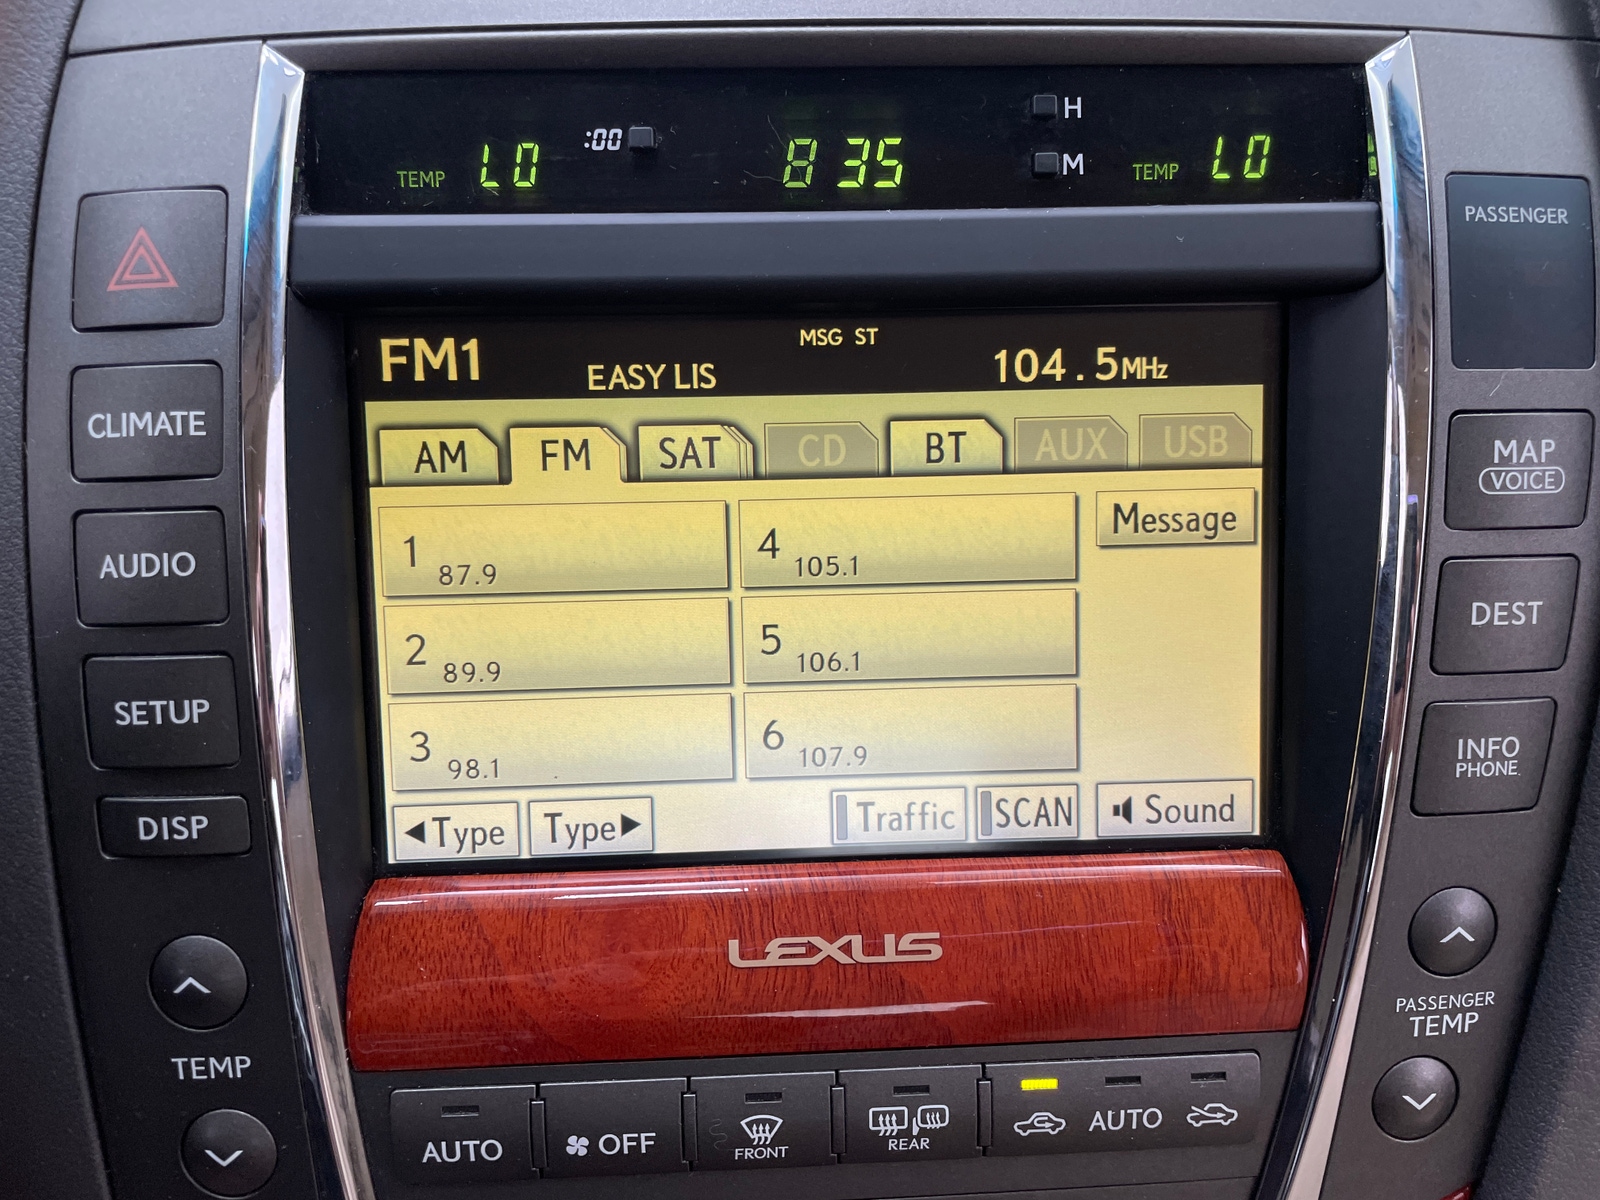 TEMP LO :00 8 35 H
M TEMP LO
PASSENGER
FM1 EASY LIS MSG ST 104.5MHz
CLIMATE
AM FM SAT CD BT AUX USB
MAP
VOICE
1 87.9
4 105.1
Message
AUDIO
2 89.9
5 106.1
DEST
SETUP
3 98.1
6 107.9
INFO
PHONE
DISP
◀Type Type▶ Traffic SCAN Sound
LEXUS
TEMP
PASSENGER
TEMP
AUTO
OFF
FRONT
REAR
AUTO